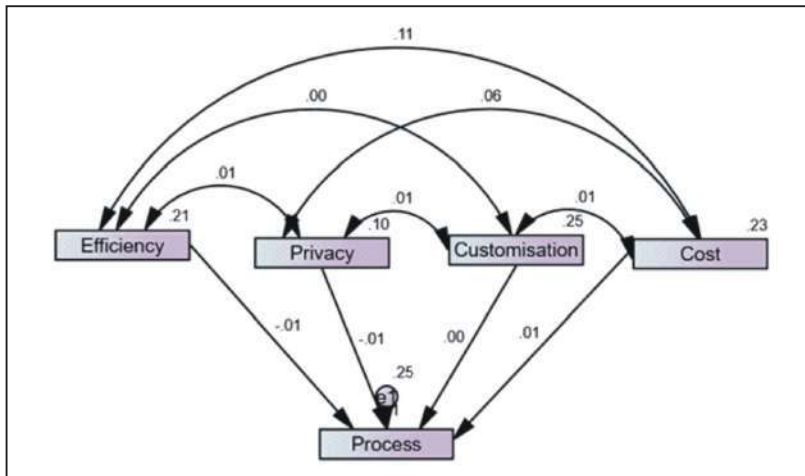 .11
.00 .06
.01 .01 .01
.21 .10 .25 .23
Efficiency Privacy Customisation Cost
-.01 -.01 .00 .01
.25
e1
Process